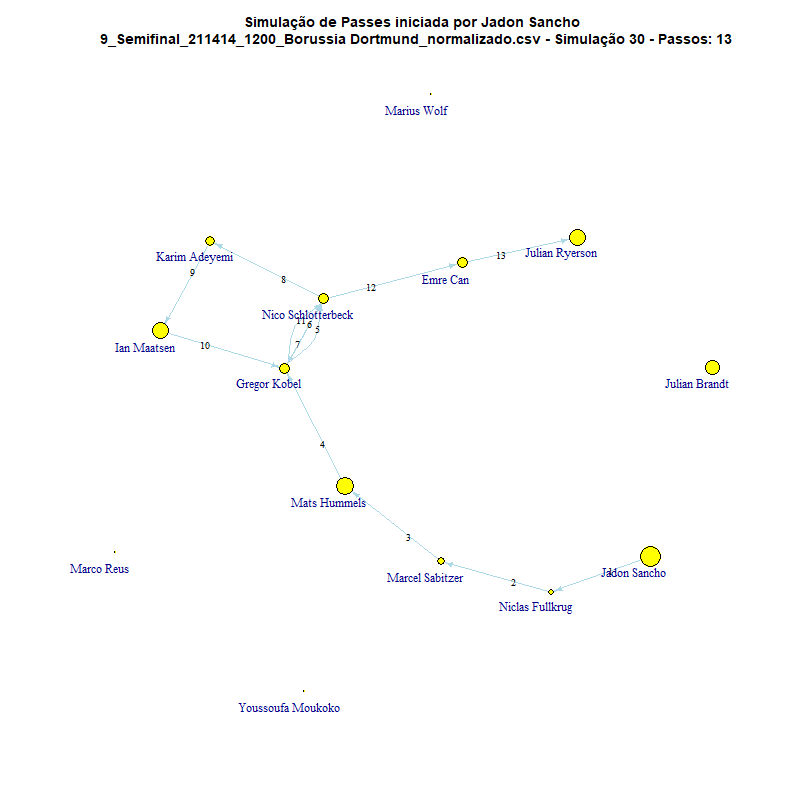 Simulação de Passes iniciada por Jadon Sancho
9_Semifinal_211414_1200_Borussia Dortmund_normalizado.csv - Simulação 30 - Passos: 13
Marius Wolf
Karim Adeyemi
Julian Ryerson
13
9
8
Emre Can
12
Nico Schlotterbeck
11
6
5
Ian Maatsen
10
7
Gregor Kobel
Julian Brandt
4
Mats Hummels
3
Marco Reus
Marcel Sabitzer
2
Jadon Sancho
Niclas Fullkrug
Youssoufa Moukoko